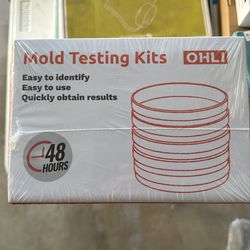 Mold Testing Kits OHLI
Easy to identify
Easy to use
Quickly obtain results
48
HOURS